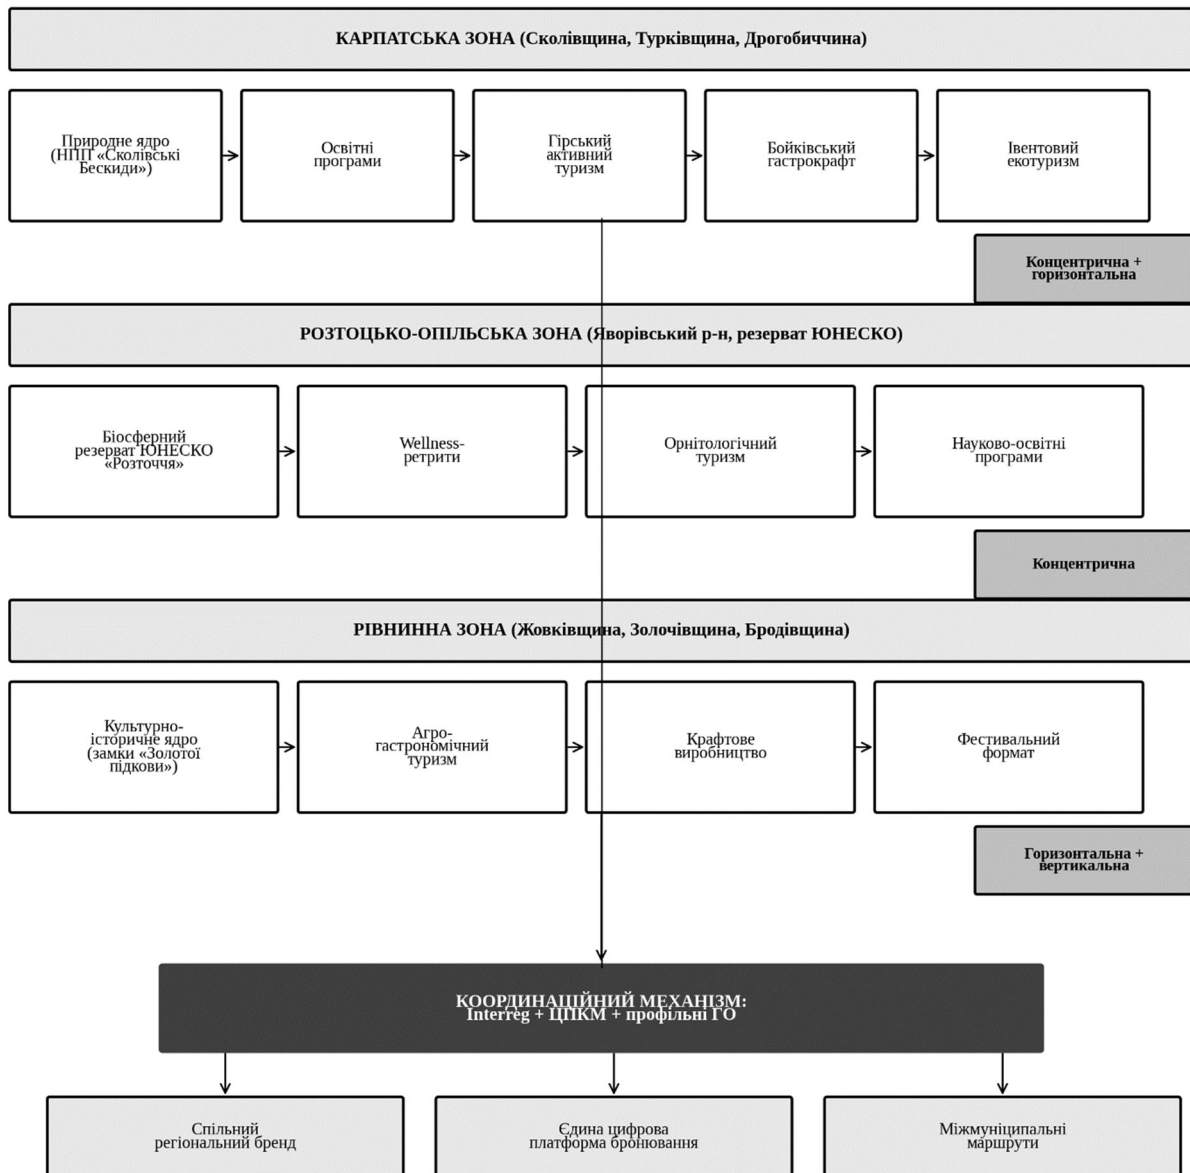 КАРПАТСЬКА ЗОНА (Сколівщина, Турківщина, Дрогобиччина)
Природне ядро
(НПП «Сколівські
Бескиди»)
Освітні
програми
Гірський
активний
туризм
Бойківський
гастрокрафт
Івентовий
екотуризм
Концентрична +
горизонтальна
РОЗТОЦЬКО-ОПІЛЬСЬКА ЗОНА (Яворівський р-н, резерват ЮНЕСКО)
Біосферний
резерват ЮНЕСКО
«Розточчя»
Wellness-
ретрити
Орнітологічний
туризм
Науково-освітні
програми
Концентрична
РІВНИННА ЗОНА (Жовківщина, Золочівщина, Бродівщина)
Культурно-
історичне ядро
(замки «Золотої
підкови»)
Агро-
гастрономічний
туризм
Крафтове
виробництво
Фестивальний
формат
Горизонтальна +
вертикальна
КООРДИНАЦІЙНИЙ МЕХАНІЗМ:
Interreg + ЦПКМ + профільні ГО
Спільний
регіональний бренд
Єдина цифрова
платформа бронювання
Міжмуніципальні
маршрути